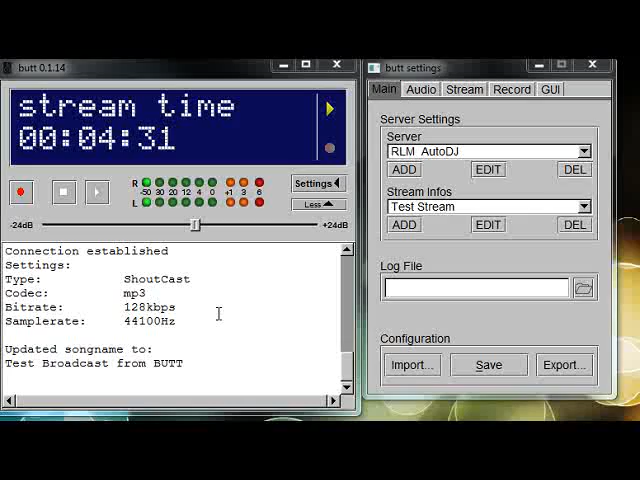 butt 0.1.14
stream time
00:04:31
R
-50 30 20 10 0 +1 3 6
L
Settings
Less
-24dB
+24dB
Connection established
Settings:
Type: ShoutCast
Codec: mp3
Bitrate: 128kbps
Samplerate: 44100Hz
Updated songname to:
Test Broadcast from BUTT
butt settings
Main Audio Stream Record GUI
Server Settings
Server
RLM AutoDJ
ADD EDIT DEL
Stream Infos
Test Stream
ADD EDIT DEL
Log File
Configuration
Import... Save Export...